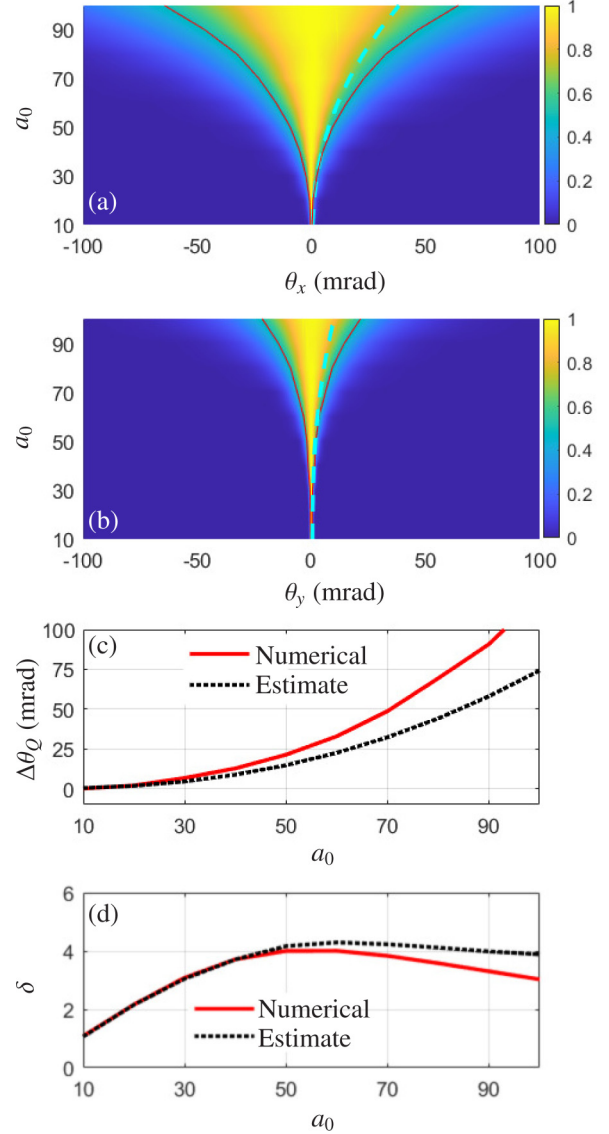 a₀
90
70
50
30
10
(a)
-100 -50 0 50 100
θₓ (mrad)
1
0.8
0.6
0.4
0.2
0
a₀
90
70
50
30
10
(b)
-100 -50 0 50 100
θ_y (mrad)
1
0.8
0.6
0.4
0.2
0
Δθ_Q (mrad)
100
75
50
25
0
(c)
Numerical
Estimate
10 30 50 70 90
a₀
δ
6
4
2
0
(d)
Numerical
Estimate
10 30 50 70 90
a₀